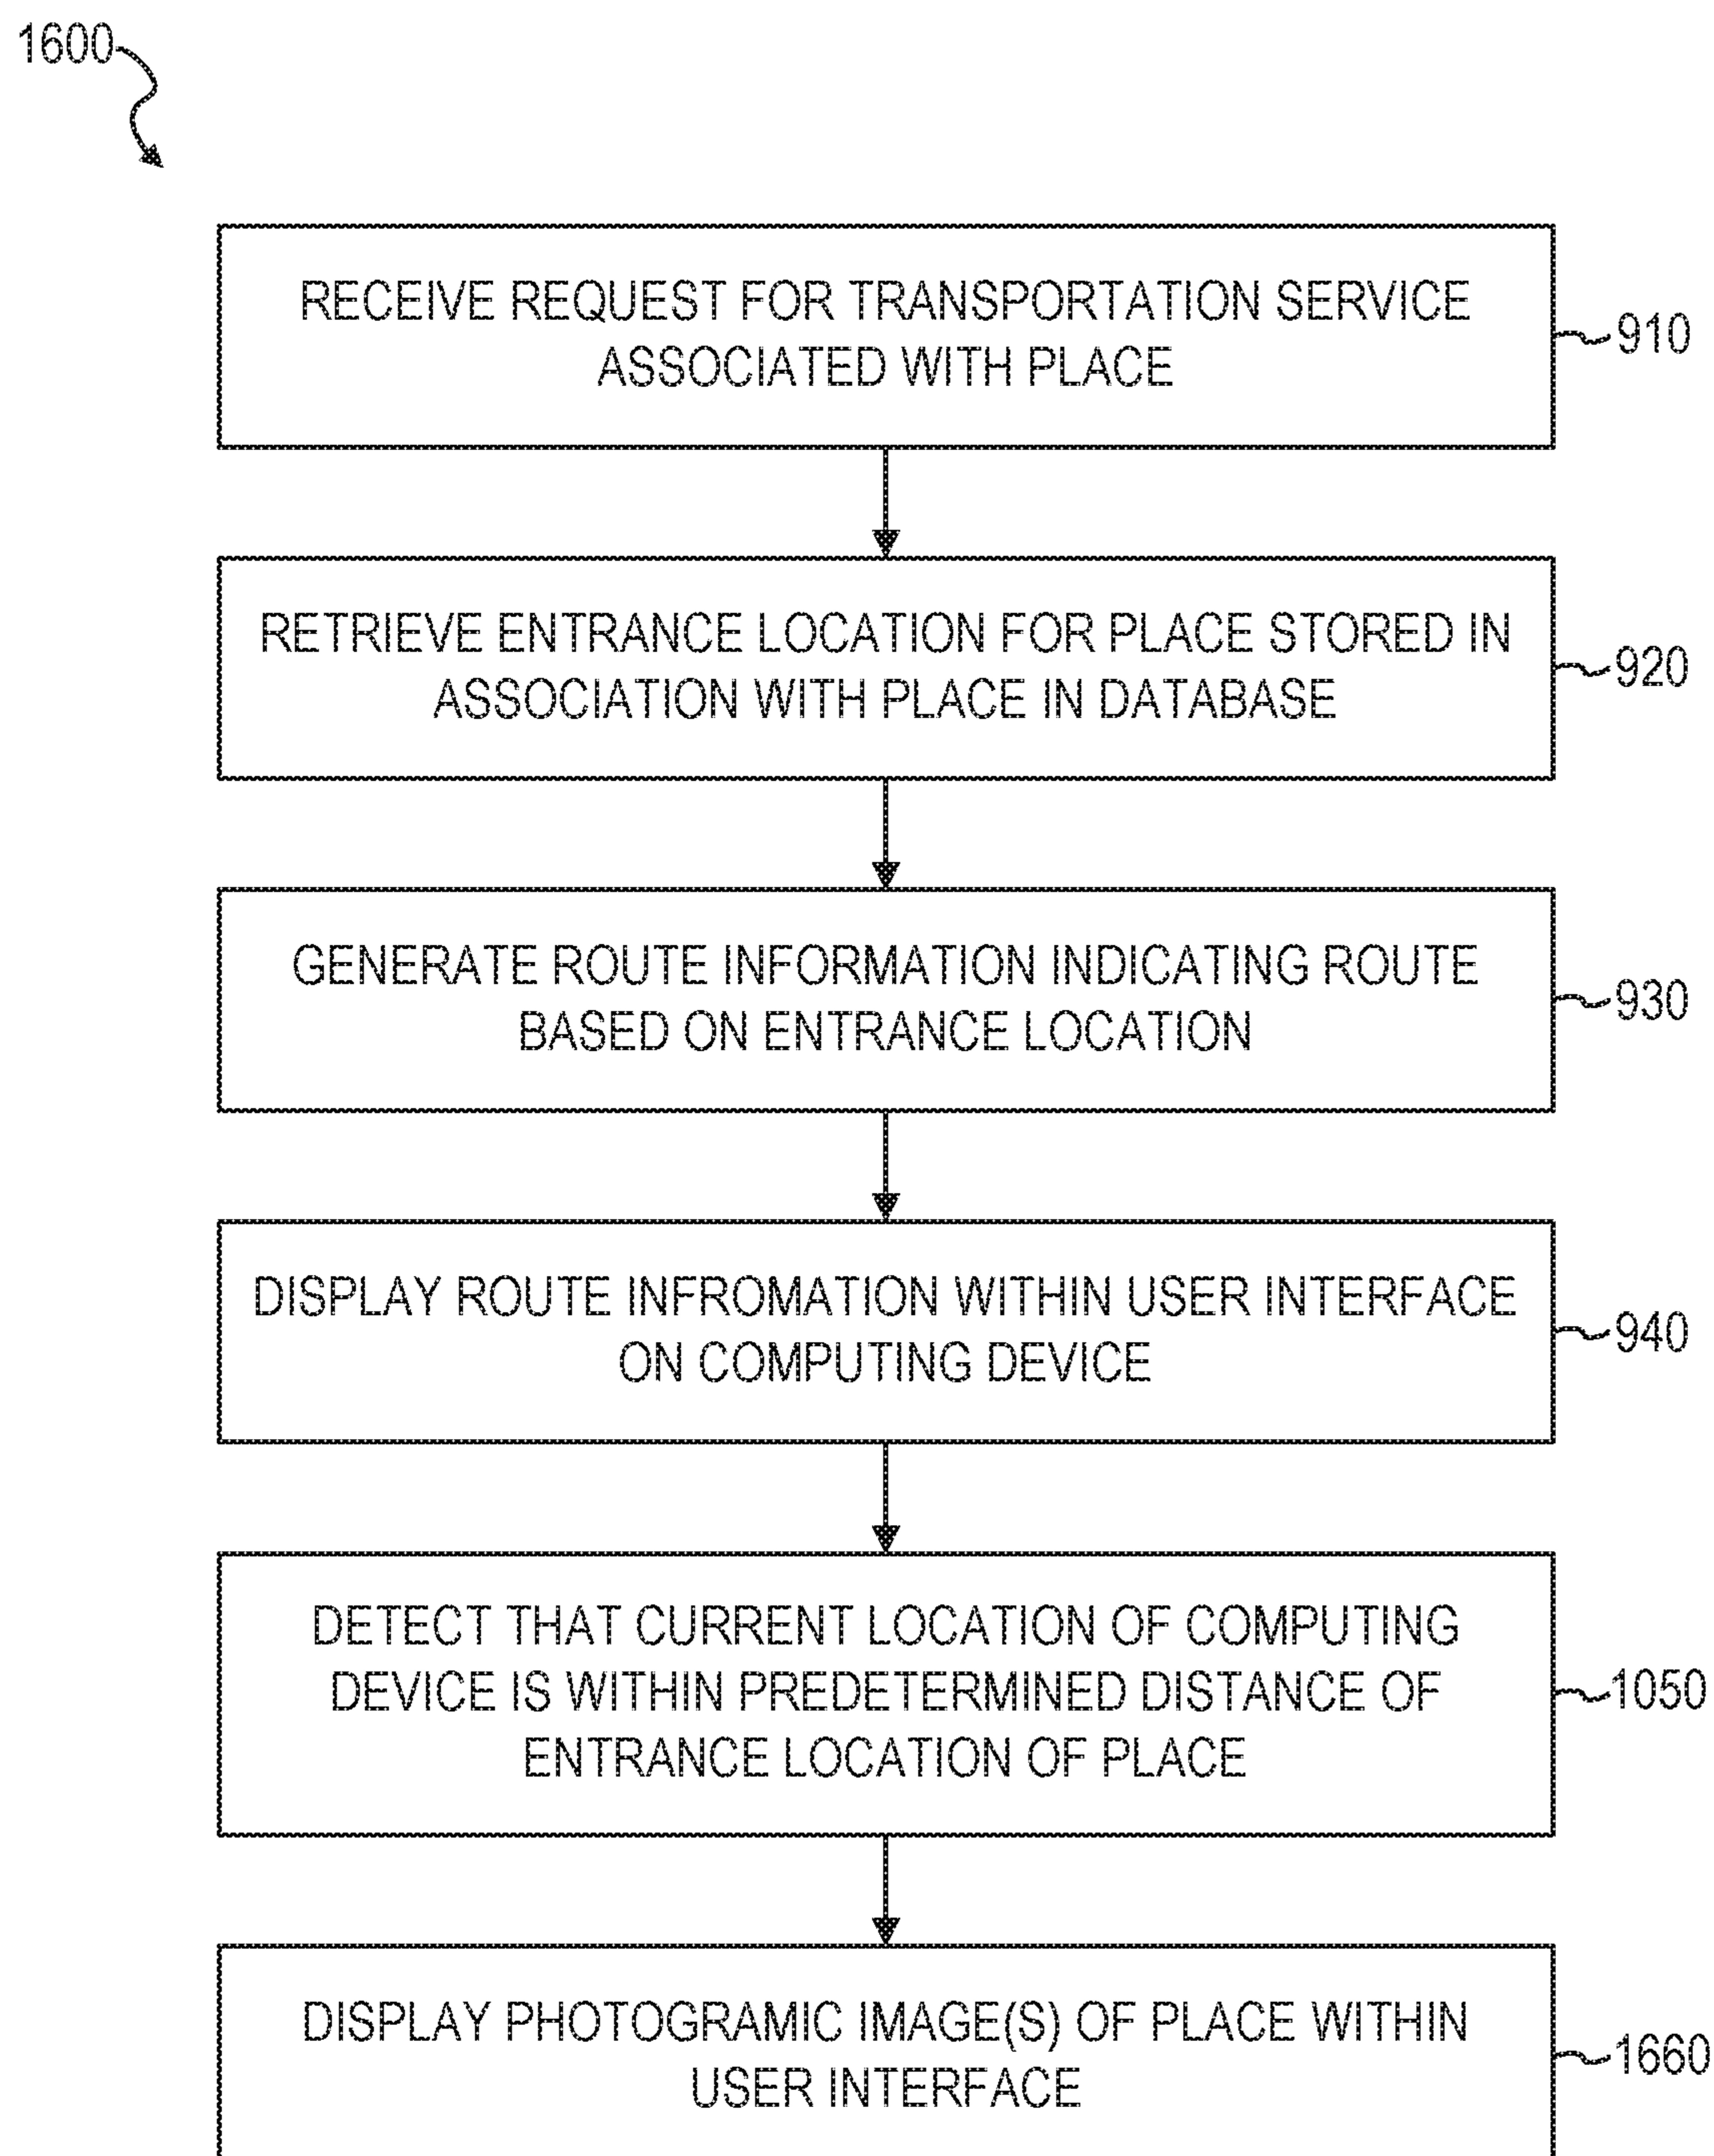 1600
RECEIVE REQUEST FOR TRANSPORTATION SERVICE
ASSOCIATED WITH PLACE
910
RETRIEVE ENTRANCE LOCATION FOR PLACE STORED IN
ASSOCIATION WITH PLACE IN DATABASE
920
GENERATE ROUTE INFORMATION INDICATING ROUTE
BASED ON ENTRANCE LOCATION
930
DISPLAY ROUTE INFROMATION WITHIN USER INTERFACE
ON COMPUTING DEVICE
940
DETECT THAT CURRENT LOCATION OF COMPUTING
DEVICE IS WITHIN PREDETERMINED DISTANCE OF
ENTRANCE LOCATION OF PLACE
1050
DISPLAY PHOTOGRAMIC IMAGE(S) OF PLACE WITHIN
USER INTERFACE
1660